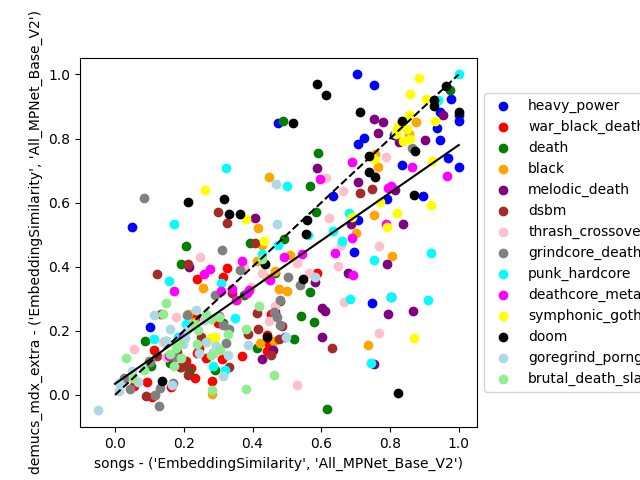 demucs_mdx_extra - ('EmbeddingSimilarity', 'All_MPNet_Base_V2')
1.0
0.8
0.6
0.4
0.2
0.0
0.0 0.2 0.4 0.6 0.8 1.0
songs - ('EmbeddingSimilarity', 'All_MPNet_Base_V2')
heavy_power
war_black_death
death
black
melodic_death
dsbm
thrash_crossove
grindcore_death
punk_hardcore
deathcore_meta
symphonic_goth
doom
goregrind_porng
brutal_death_sla